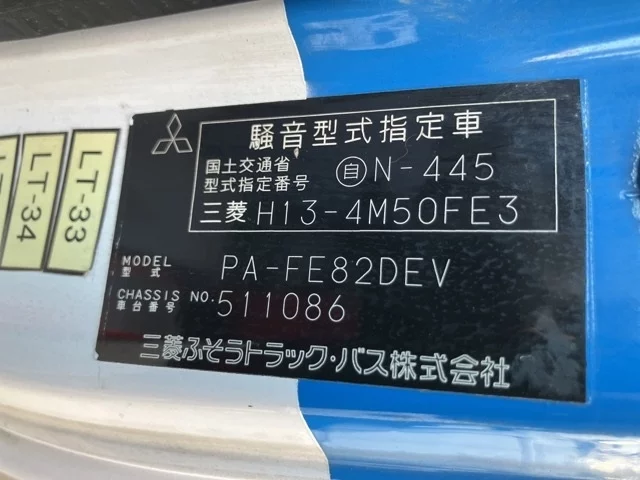 騒音型式指定車
国土交通省
型式指定番号 自N-445
三菱 H13-4M50FE3
MODEL
型式 PA-FE82DEV
CHASSIS NO.
車台番号 511086
三菱ふそうトラック・バス株式会社
LT-34
LT-33